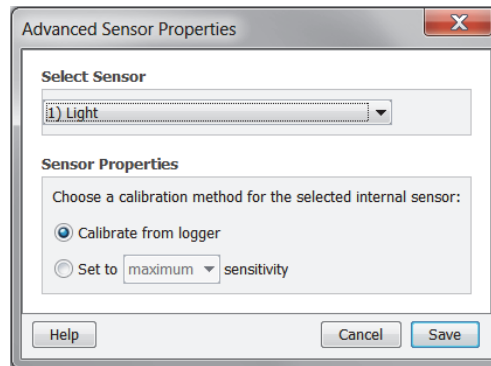 Advanced Sensor Properties
X
Select Sensor
1) Light
Sensor Properties
Choose a calibration method for the selected internal sensor:
Calibrate from logger
Set to maximum sensitivity
Help Cancel Save